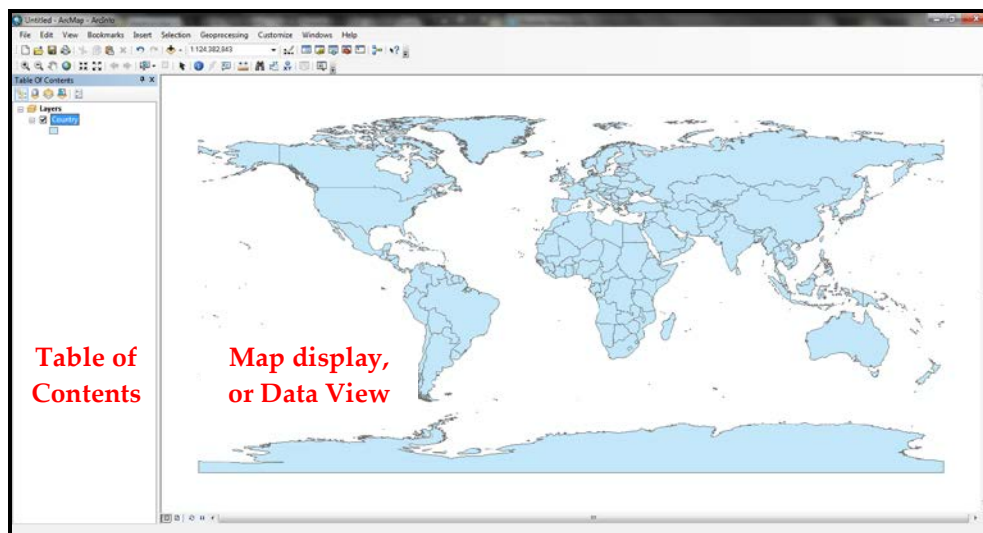 Untitled - ArcMap - ArcInfo
File Edit View Bookmarks Insert Selection Geoprocessing Customize Windows Help
1:124,382,843
Table Of Contents
Layers
Country
Table of
Contents
Map display,
or Data View